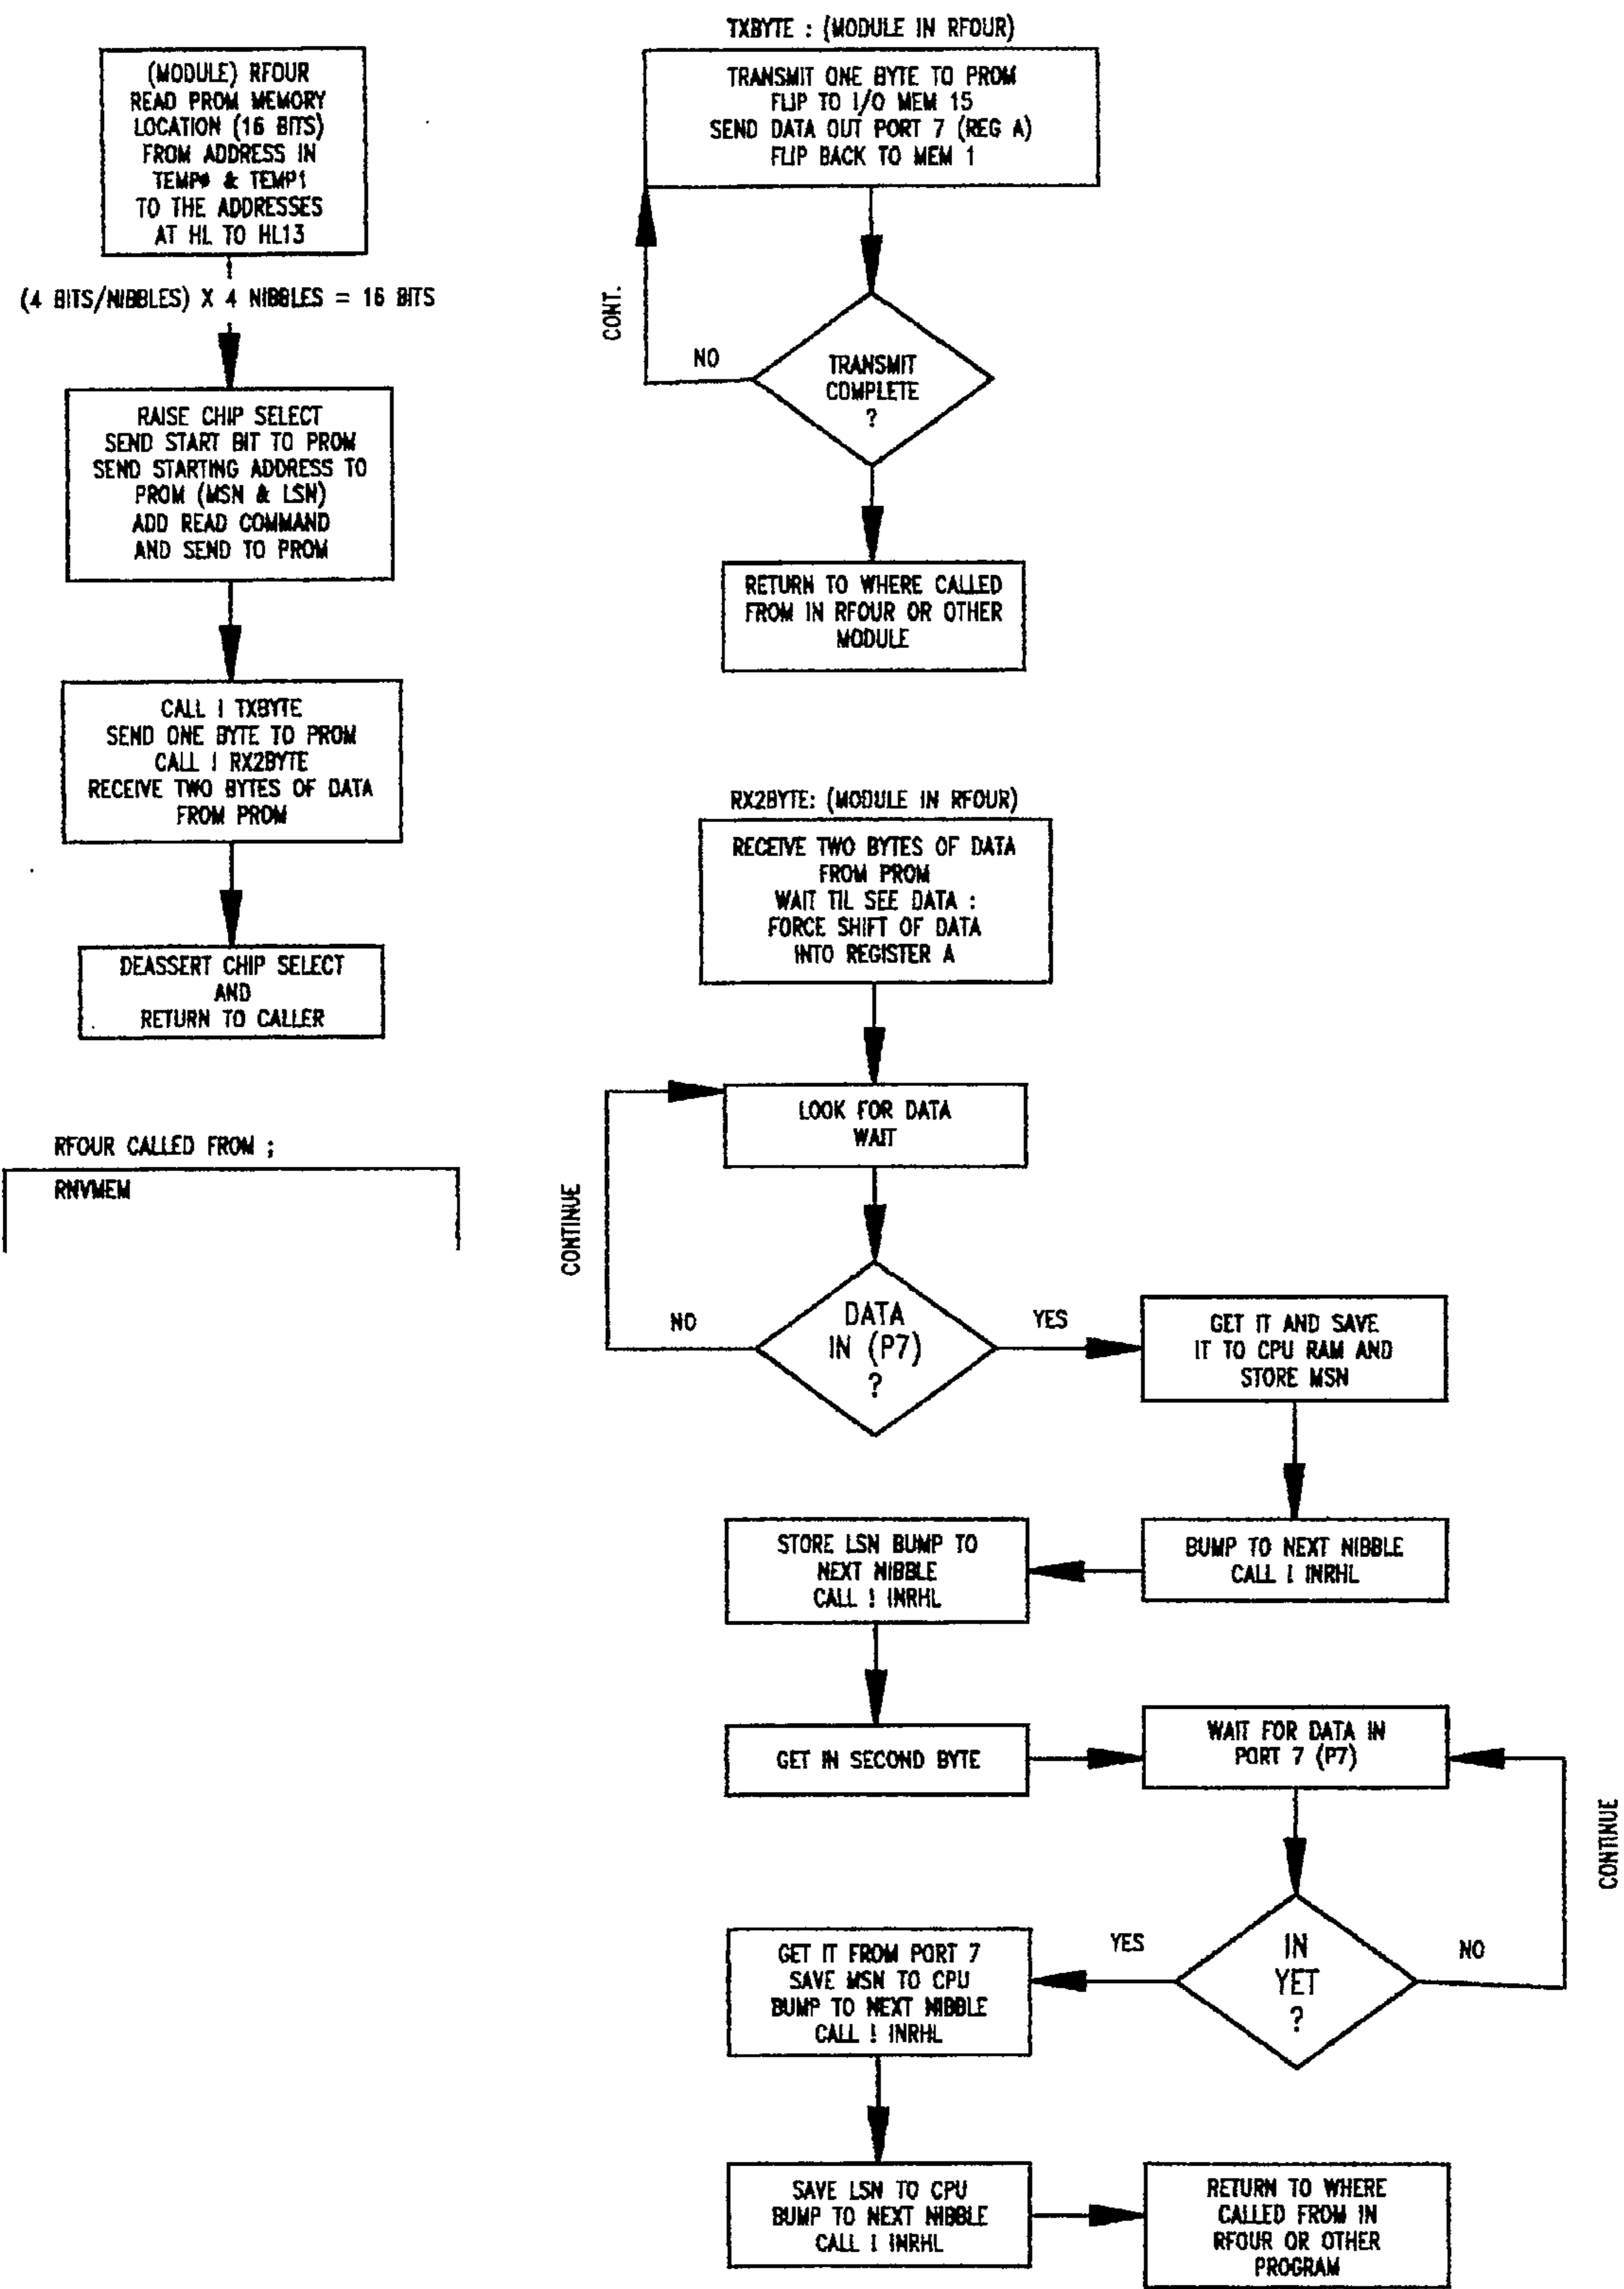 (MODULE) RFOUR
READ PROM MEMORY
LOCATION (16 BITS)
FROM ADDRESS IN
TEMP# & TEMP1
TO THE ADDRESSES
AT HL TO HL13
(4 BITS/NIBBLES) X 4 NIBBLES = 16 BITS
RAISE CHIP SELECT
SEND START BIT TO PROM
SEND STARTING ADDRESS TO
PROM (MSN & LSN)
ADD READ COMMAND
AND SEND TO PROM
CALL ! TXBYTE
SEND ONE BYTE TO PROM
CALL ! RX2BYTE
RECEIVE TWO BYTES OF DATA
FROM PROM
DEASSERT CHIP SELECT
AND
RETURN TO CALLER
RFOUR CALLED FROM ;
RNVMEM
TXBYTE : (MODULE IN RFOUR)
TRANSMIT ONE BYTE TO PROM
FLIP TO I/O MEM 15
SEND DATA OUT PORT 7 (REG A)
FLIP BACK TO MEM 1
CONT.
NO
TRANSMIT
COMPLETE
?
RETURN TO WHERE CALLED
FROM IN RFOUR OR OTHER
MODULE
RX2BYTE: (MODULE IN RFOUR)
RECEIVE TWO BYTES OF DATA
FROM PROM
WAIT TIL SEE DATA :
FORCE SHIFT OF DATA
INTO REGISTER A
LOOK FOR DATA
WAIT
CONTINUE
NO
DATA
IN (P7)
?
YES
GET IT AND SAVE
IT TO CPU RAM AND
STORE MSN
BUMP TO NEXT NIBBLE
CALL ! INRHL
STORE LSN BUMP TO
NEXT NIBBLE
CALL ! INRHL
GET IN SECOND BYTE
WAIT FOR DATA IN
PORT 7 (P7)
CONTINUE
IN
YET
?
NO
YES
GET IT FROM PORT 7
SAVE MSN TO CPU
BUMP TO NEXT NIBBLE
CALL ! INRHL
SAVE LSN TO CPU
BUMP TO NEXT NIBBLE
CALL ! INRHL
RETURN TO WHERE
CALLED FROM IN
RFOUR OR OTHER
PROGRAM